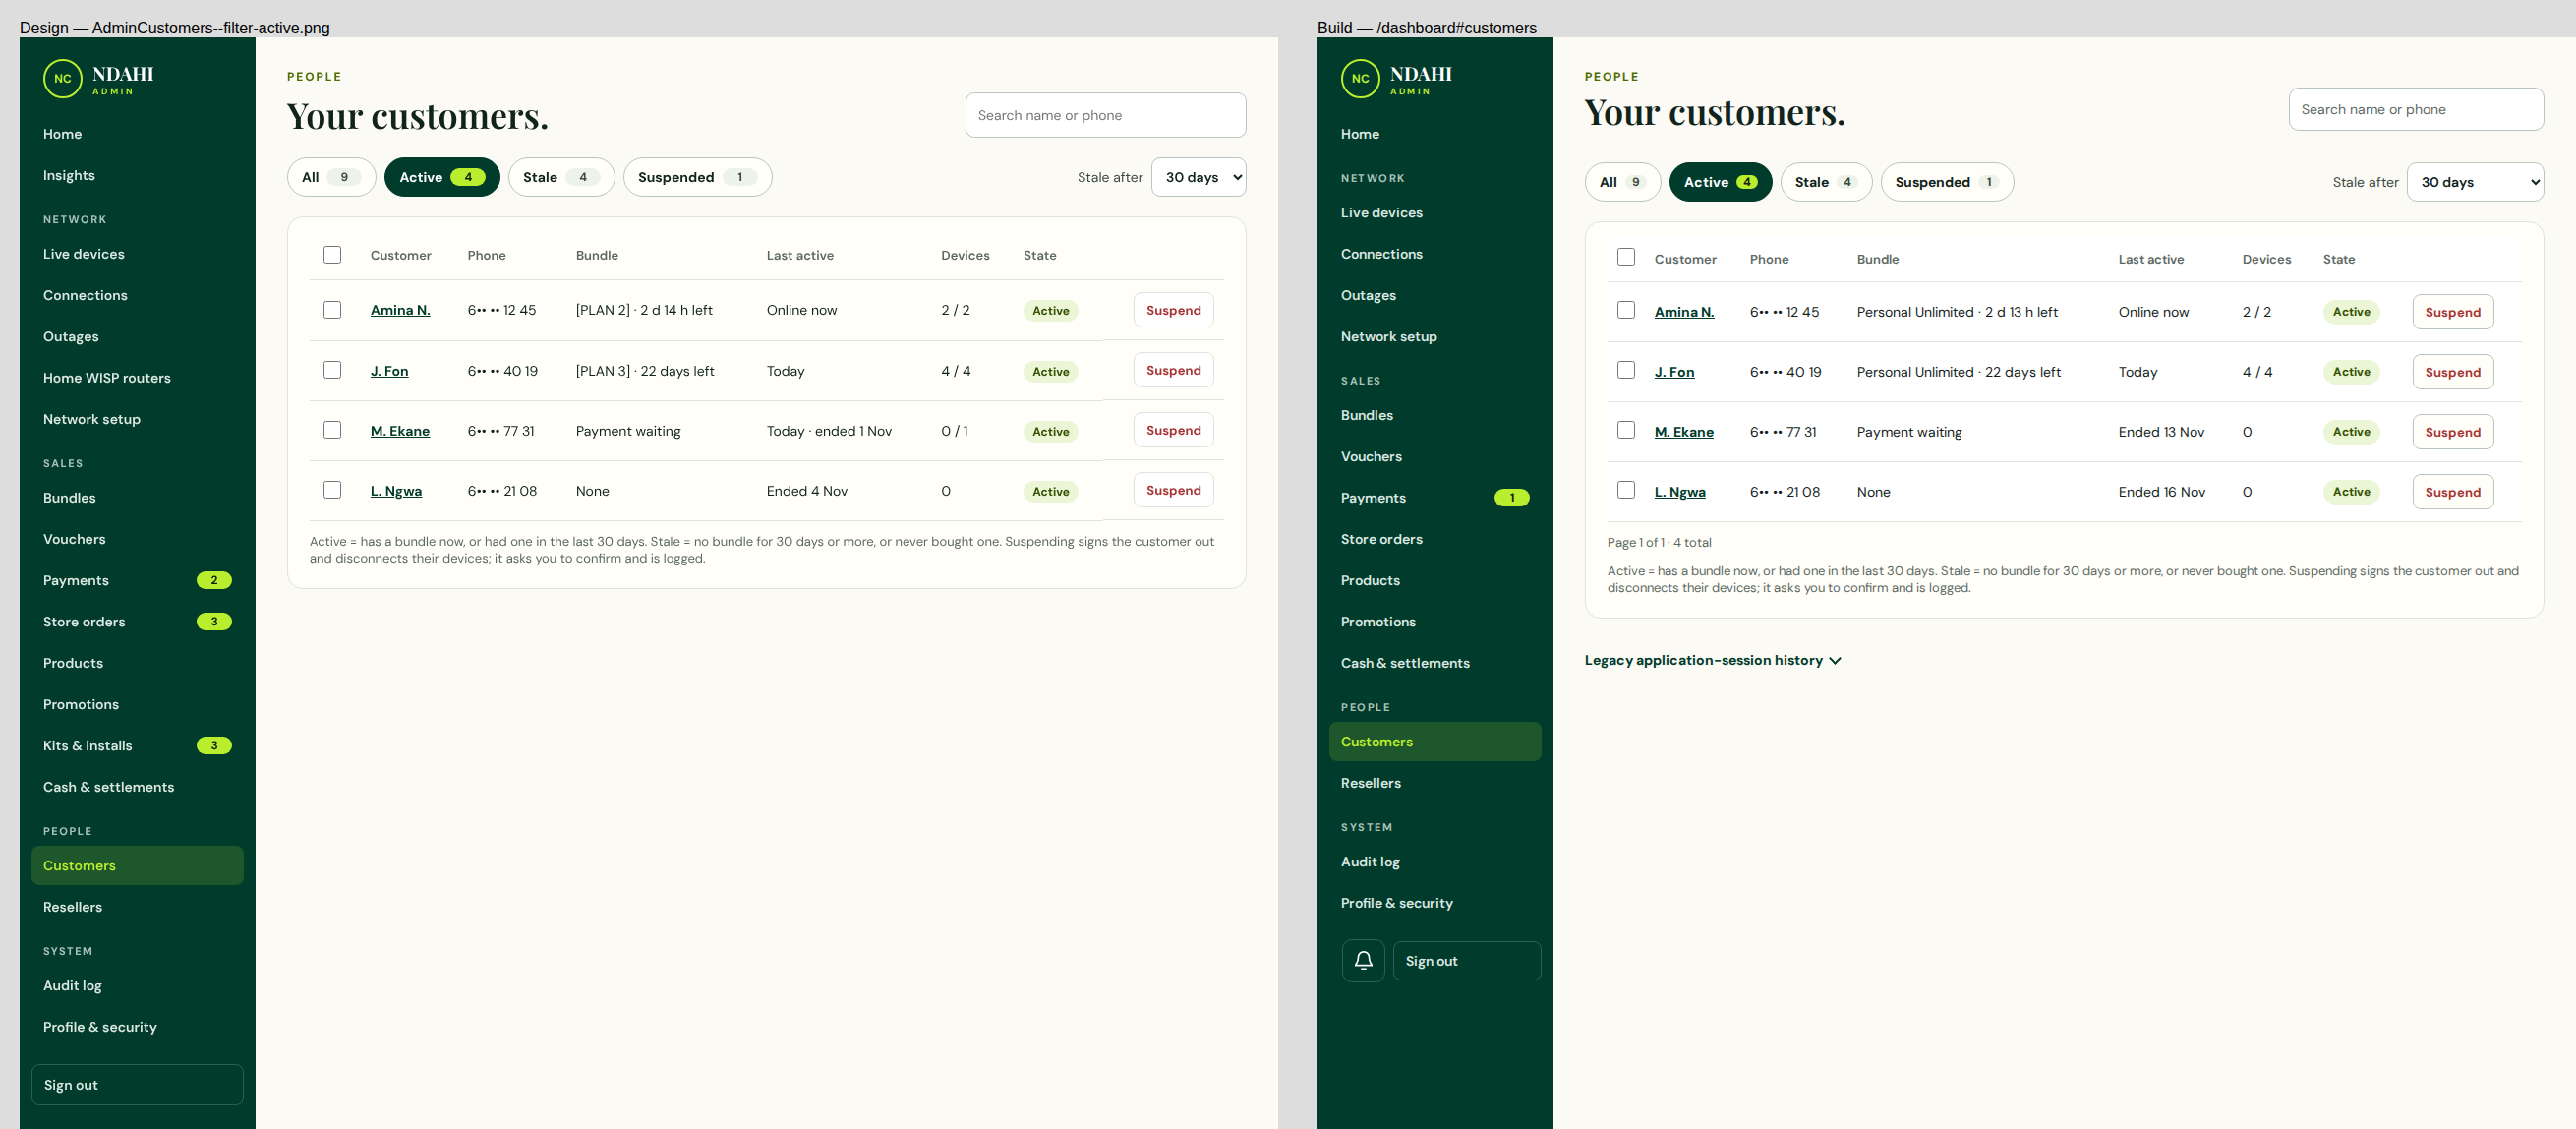 Design — AdminCustomers--filter-active.png
NC
NDAHI
ADMIN
Home
Insights
NETWORK
Live devices
Connections
Outages
Home WISP routers
Network setup
SALES
Bundles
Vouchers
Payments 2
Store orders 3
Products
Promotions
Kits & installs 3
Cash & settlements
PEOPLE
Customers
Resellers
SYSTEM
Audit log
Profile & security
Sign out
PEOPLE
Your customers.
Search name or phone
All 9 Active 4 Stale 4 Suspended 1 Stale after 30 days
Customer Phone Bundle Last active Devices State
Amina N. 6•• •• 12 45 [PLAN 2] · 2 d 14 h left Online now 2 / 2 Active Suspend
J. Fon 6•• •• 40 19 [PLAN 3] · 22 days left Today 4 / 4 Active Suspend
M. Ekane 6•• •• 77 31 Payment waiting Today · ended 1 Nov 0 / 1 Active Suspend
L. Ngwa 6•• •• 21 08 None Ended 4 Nov 0 Active Suspend
Active = has a bundle now, or had one in the last 30 days. Stale = no bundle for 30 days or more, or never bought one. Suspending signs the customer out
and disconnects their devices; it asks you to confirm and is logged.
Build — /dashboard#customers
NC
NDAHI
ADMIN
Home
NETWORK
Live devices
Connections
Outages
Network setup
SALES
Bundles
Vouchers
Payments 1
Store orders
Products
Promotions
Cash & settlements
PEOPLE
Customers
Resellers
SYSTEM
Audit log
Profile & security
Sign out
PEOPLE
Your customers.
Search name or phone
All 9 Active 4 Stale 4 Suspended 1 Stale after 30 days
Customer Phone Bundle Last active Devices State
Amina N. 6•• •• 12 45 Personal Unlimited · 2 d 13 h left Online now 2 / 2 Active Suspend
J. Fon 6•• •• 40 19 Personal Unlimited · 22 days left Today 4 / 4 Active Suspend
M. Ekane 6•• •• 77 31 Payment waiting Ended 13 Nov 0 Active Suspend
L. Ngwa 6•• •• 21 08 None Ended 16 Nov 0 Active Suspend
Page 1 of 1 · 4 total
Active = has a bundle now, or had one in the last 30 days. Stale = no bundle for 30 days or more, or never bought one. Suspending signs the customer out and
disconnects their devices; it asks you to confirm and is logged.
Legacy application-session history